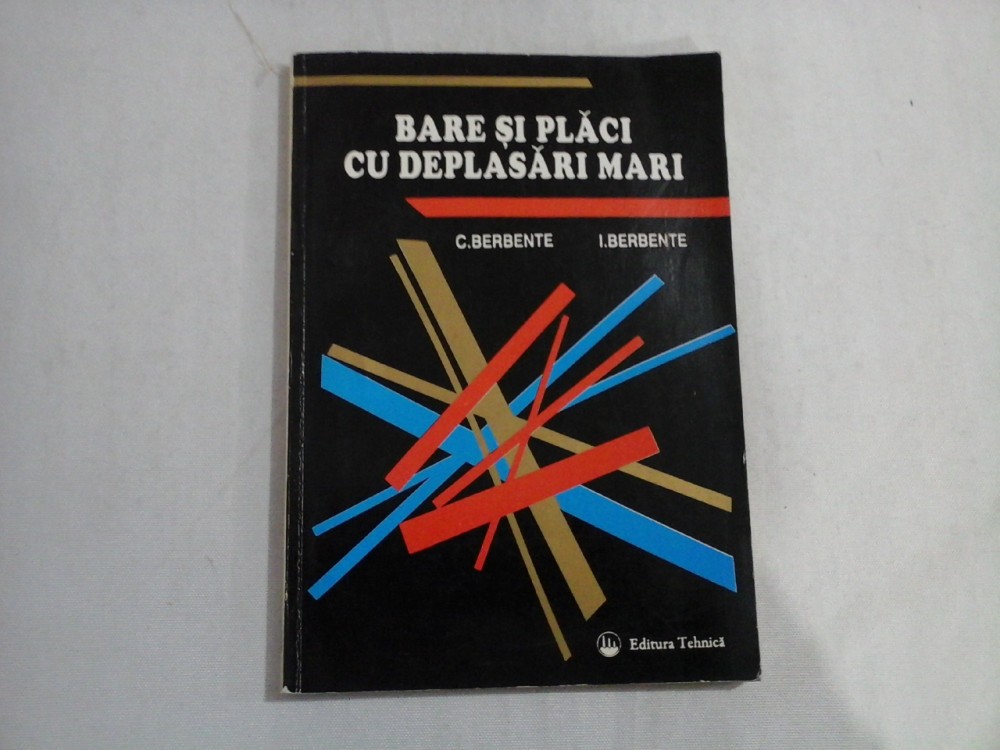 BARE ȘI PLĂCI
CU DEPLASĂRI MARI
C.BERBENTE I.BERBENTE
Editura Tehnică